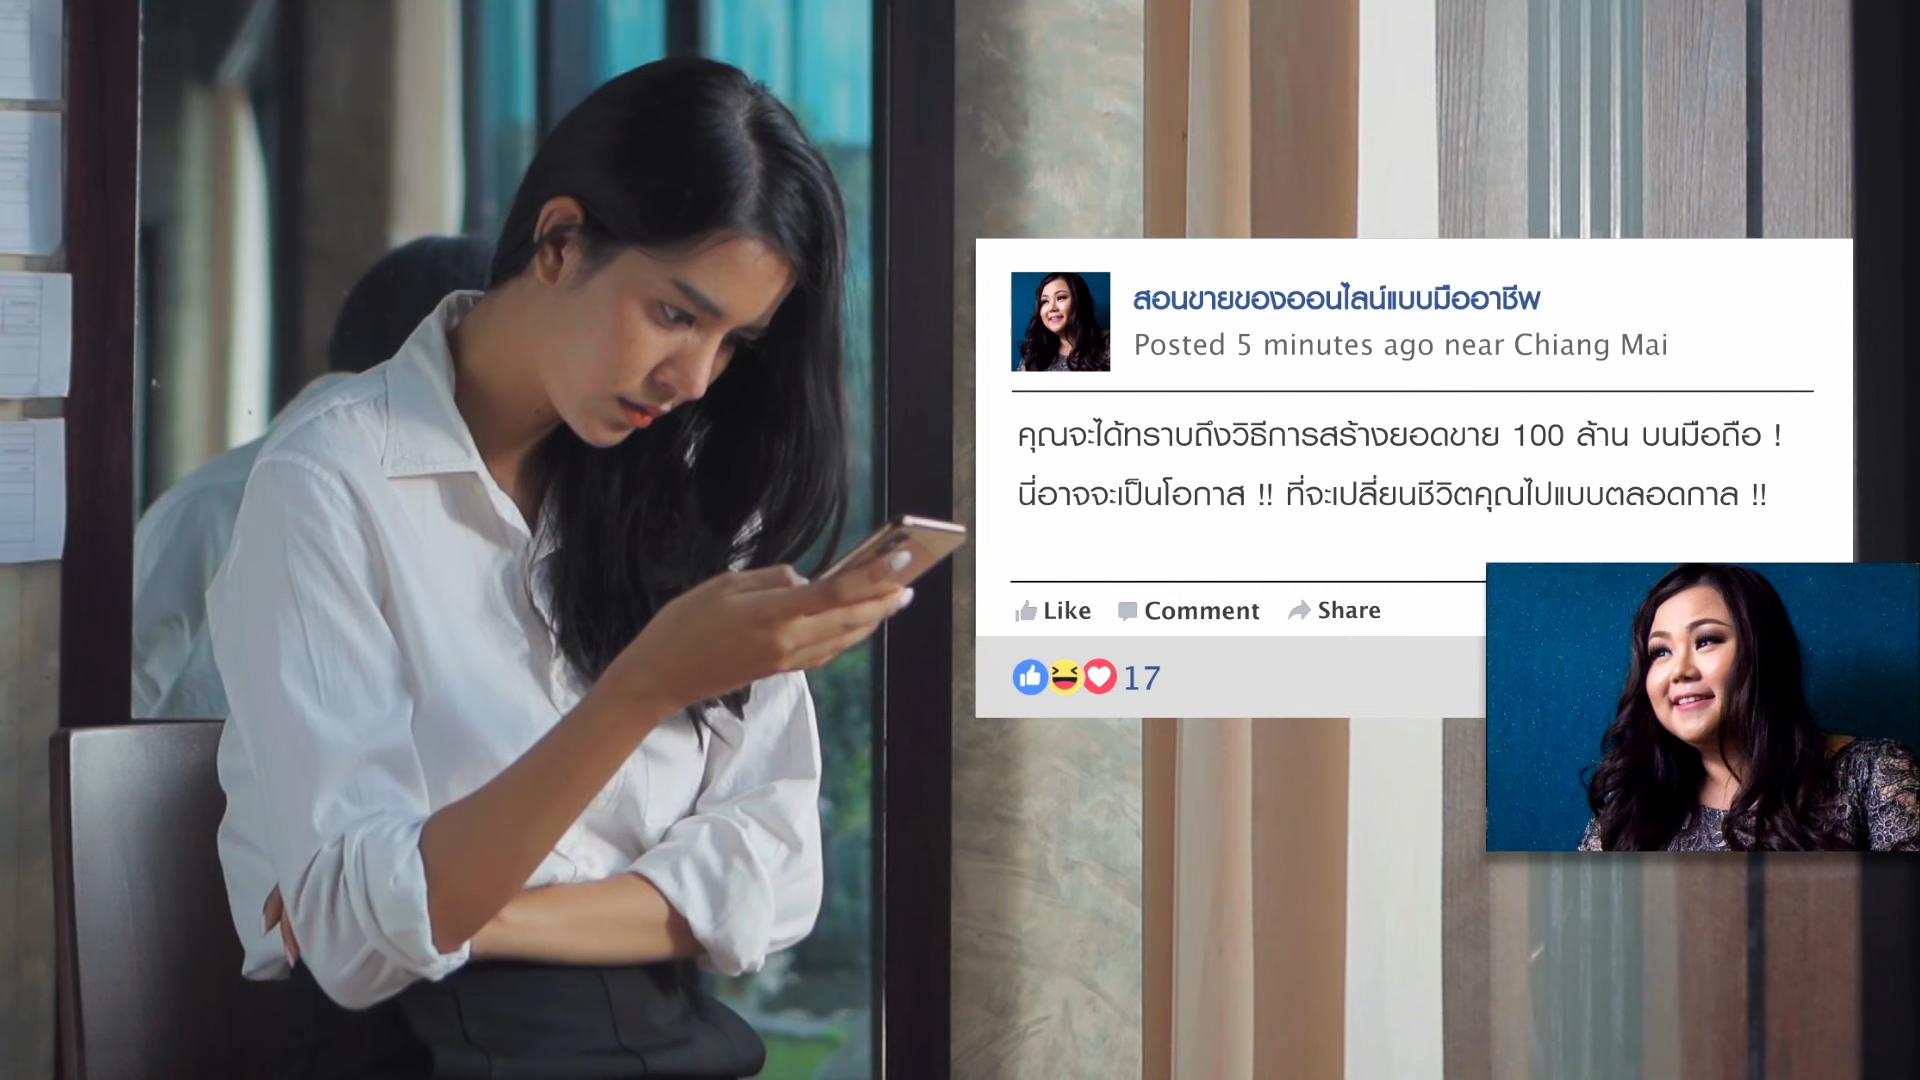 สอนขายของออนไลน์แบบมืออาชีพ
Posted 5 minutes ago near Chiang Mai
คุณจะได้ทราบถึงวิธีการสร้างยอดขาย 100 ล้าน บนมือถือ !
นี่อาจจะเป็นโอกาส !! ที่จะเปลี่ยนชีวิตคุณไปแบบตลอดกาล !!
Like Comment Share
17